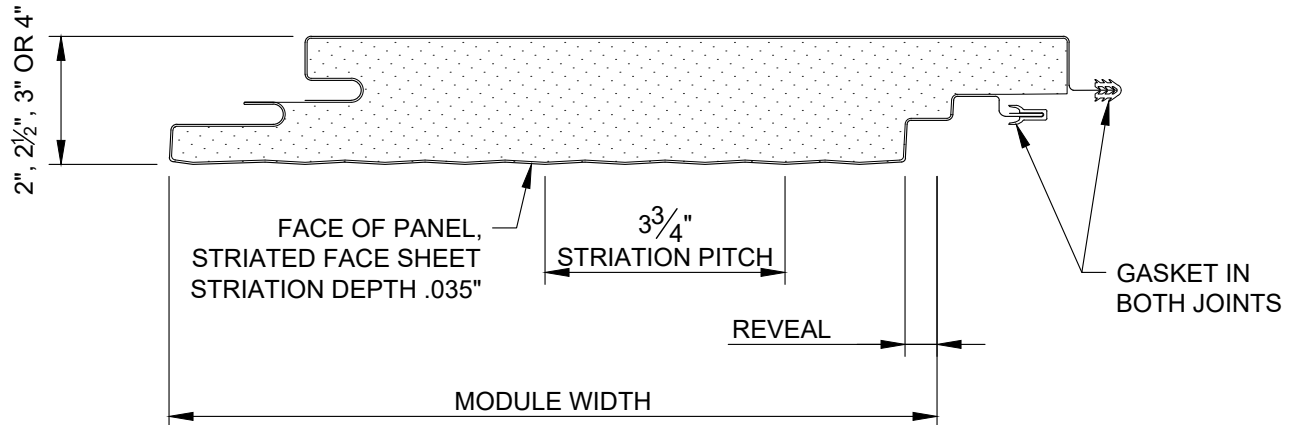 2", 2½", 3" OR 4"
FACE OF PANEL,
STRIATED FACE SHEET
STRIATION DEPTH .035"
3¾"
STRIATION PITCH
GASKET IN
BOTH JOINTS
REVEAL
MODULE WIDTH